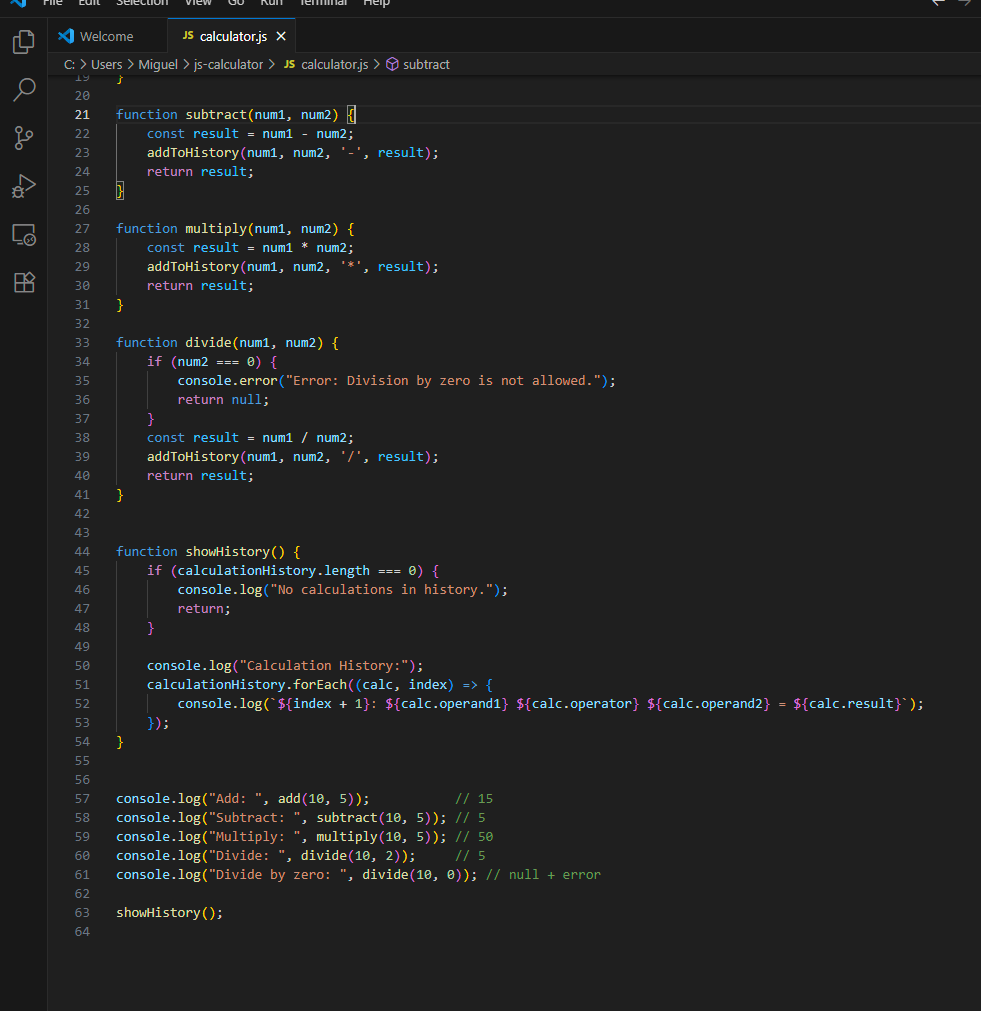 File Edit Selection View Go Run Terminal Help
Welcome JS calculator.js ×
C: > Users > Miguel > js-calculator > JS calculator.js > subtract
19 }
20
21 function subtract(num1, num2) {
22     const result = num1 - num2;
23     addToHistory(num1, num2, '-', result);
24     return result;
25 }
26
27 function multiply(num1, num2) {
28     const result = num1 * num2;
29     addToHistory(num1, num2, '*', result);
30     return result;
31 }
32
33 function divide(num1, num2) {
34     if (num2 === 0) {
35         console.error("Error: Division by zero is not allowed.");
36         return null;
37     }
38     const result = num1 / num2;
39     addToHistory(num1, num2, '/', result);
40     return result;
41 }
42
43
44 function showHistory() {
45     if (calculationHistory.length === 0) {
46         console.log("No calculations in history.");
47         return;
48     }
49
50     console.log("Calculation History:");
51     calculationHistory.forEach((calc, index) => {
52         console.log(`${index + 1}: ${calc.operand1} ${calc.operator} ${calc.operand2} = ${calc.result}`);
53     });
54 }
55
56
57 console.log("Add: ", add(10, 5));           // 15
58 console.log("Subtract: ", subtract(10, 5)); // 5
59 console.log("Multiply: ", multiply(10, 5)); // 50
60 console.log("Divide: ", divide(10, 2));     // 5
61 console.log("Divide by zero: ", divide(10, 0)); // null + error
62
63 showHistory();
64